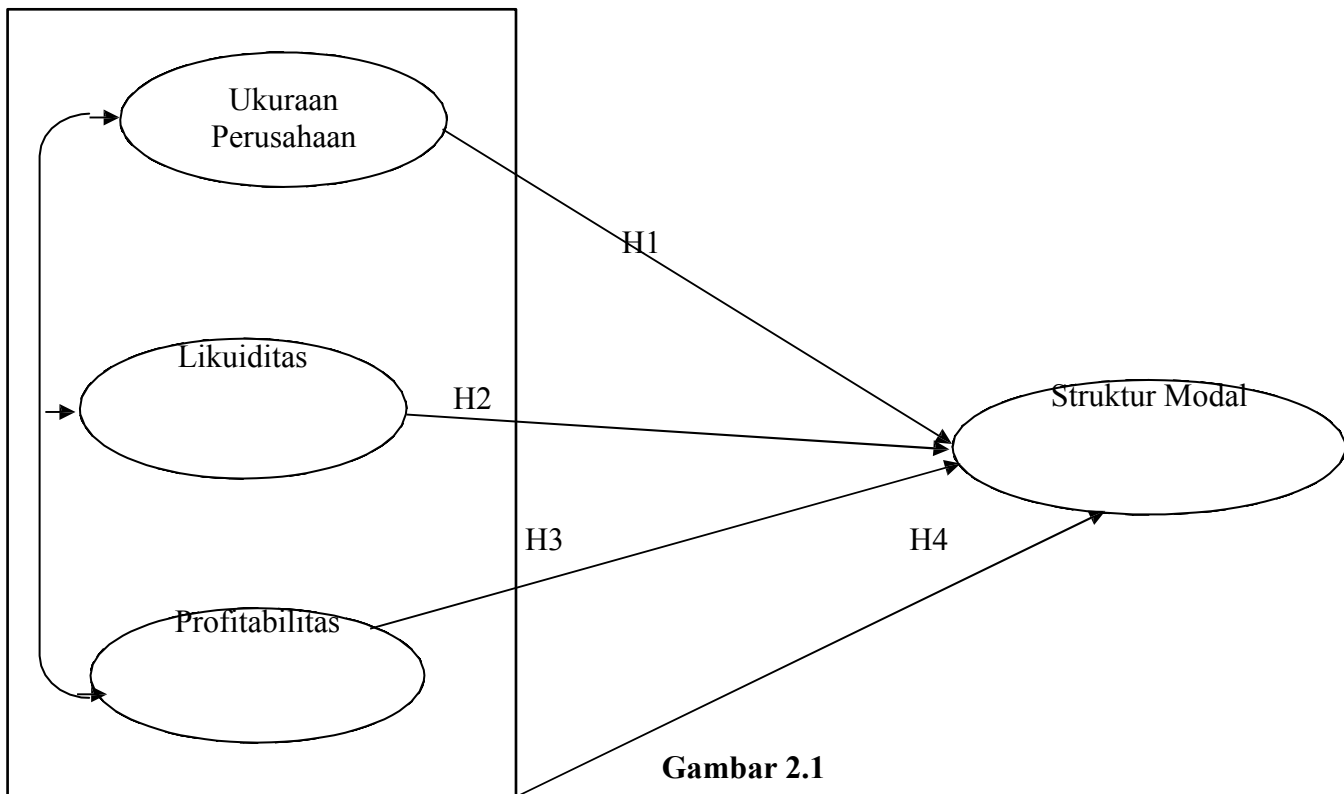 Ukuraan
Perusahaan
H1
Likuiditas
H2
Struktur Modal
H3
H4
Profitabilitas
Gambar 2.1